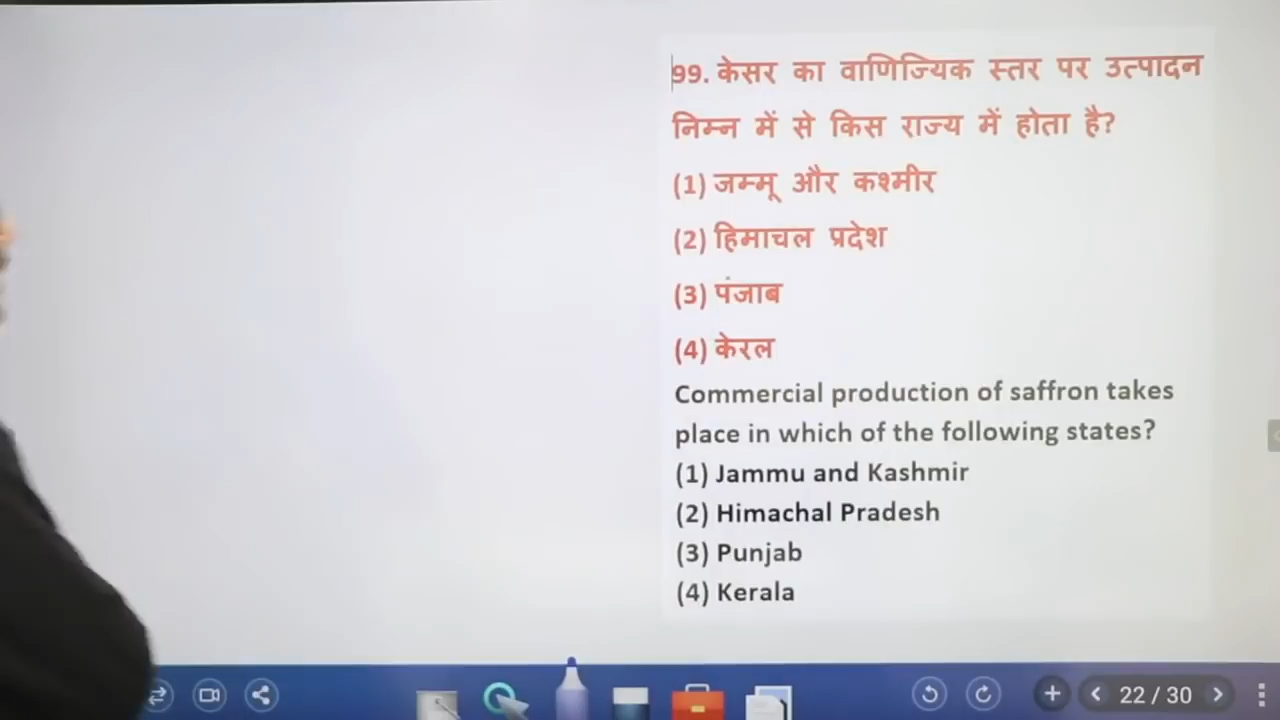 99. केसर का वाणिज्यिक स्तर पर उत्पादन
निम्न में से किस राज्य में होता है?
(1) जम्मू और कश्मीर
(2) हिमाचल प्रदेश
(3) पंजाब
(4) केरल
Commercial production of saffron takes
place in which of the following states?
(1) Jammu and Kashmir
(2) Himachal Pradesh
(3) Punjab
(4) Kerala
22 / 30